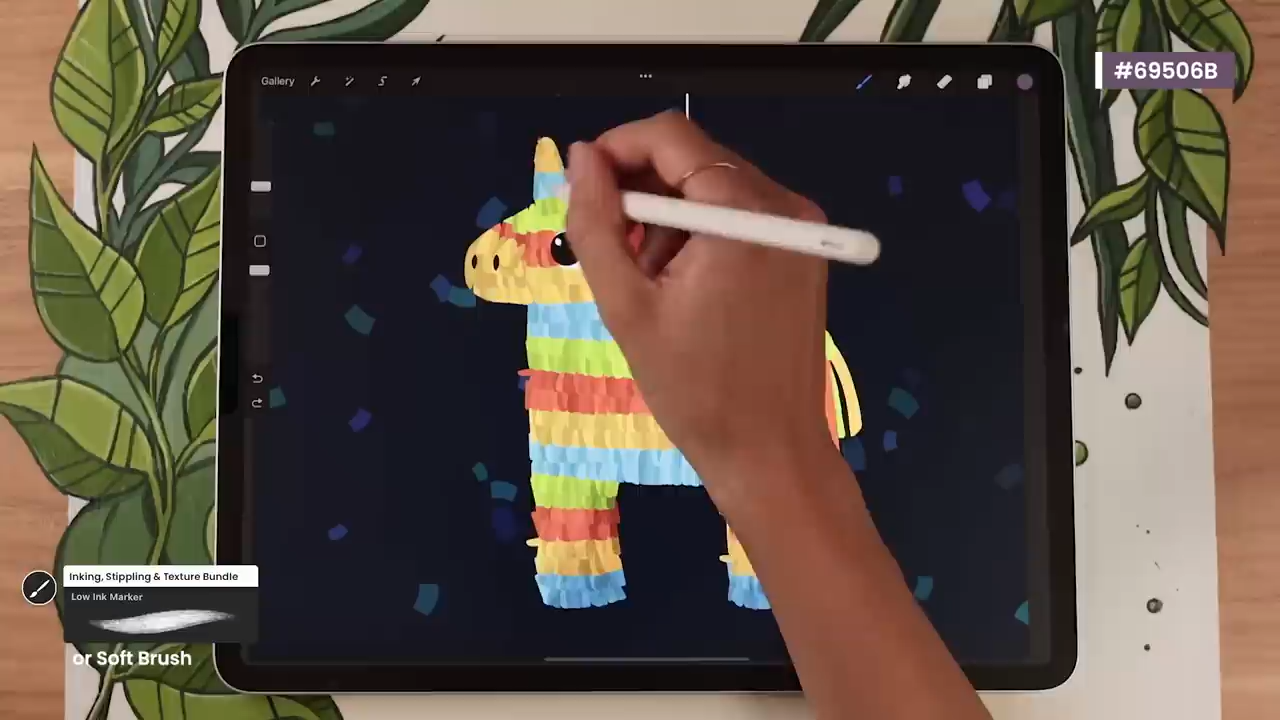 #69506B
Gallery
Inking, Stippling & Texture Bundle
Low Ink Marker
or Soft Brush